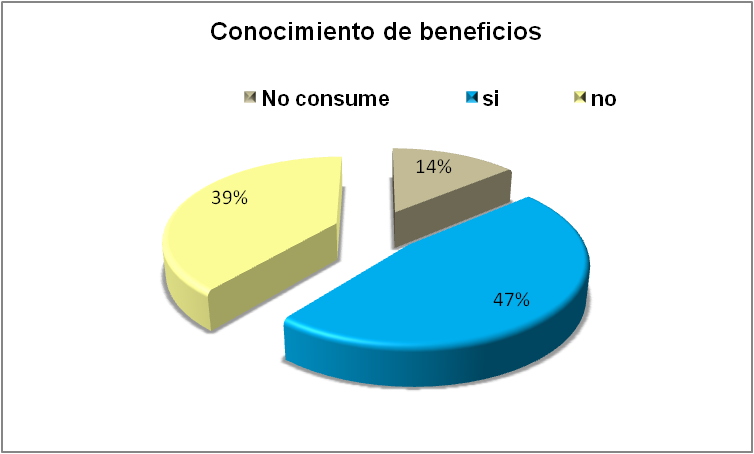 Conocimiento de beneficios
No consume si no
14%
39%
47%